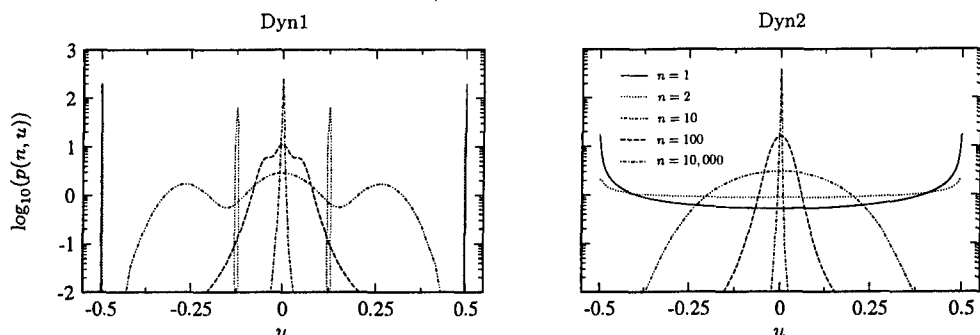 Dyn1
Dyn2
log10(p(n, u))
3
2
1
0
-1
-2
-0.5
-0.25
0
0.25
0.5
u
n = 1
n = 2
n = 10
n = 100
n = 10,000
-0.5
-0.25
0
0.25
0.5
u